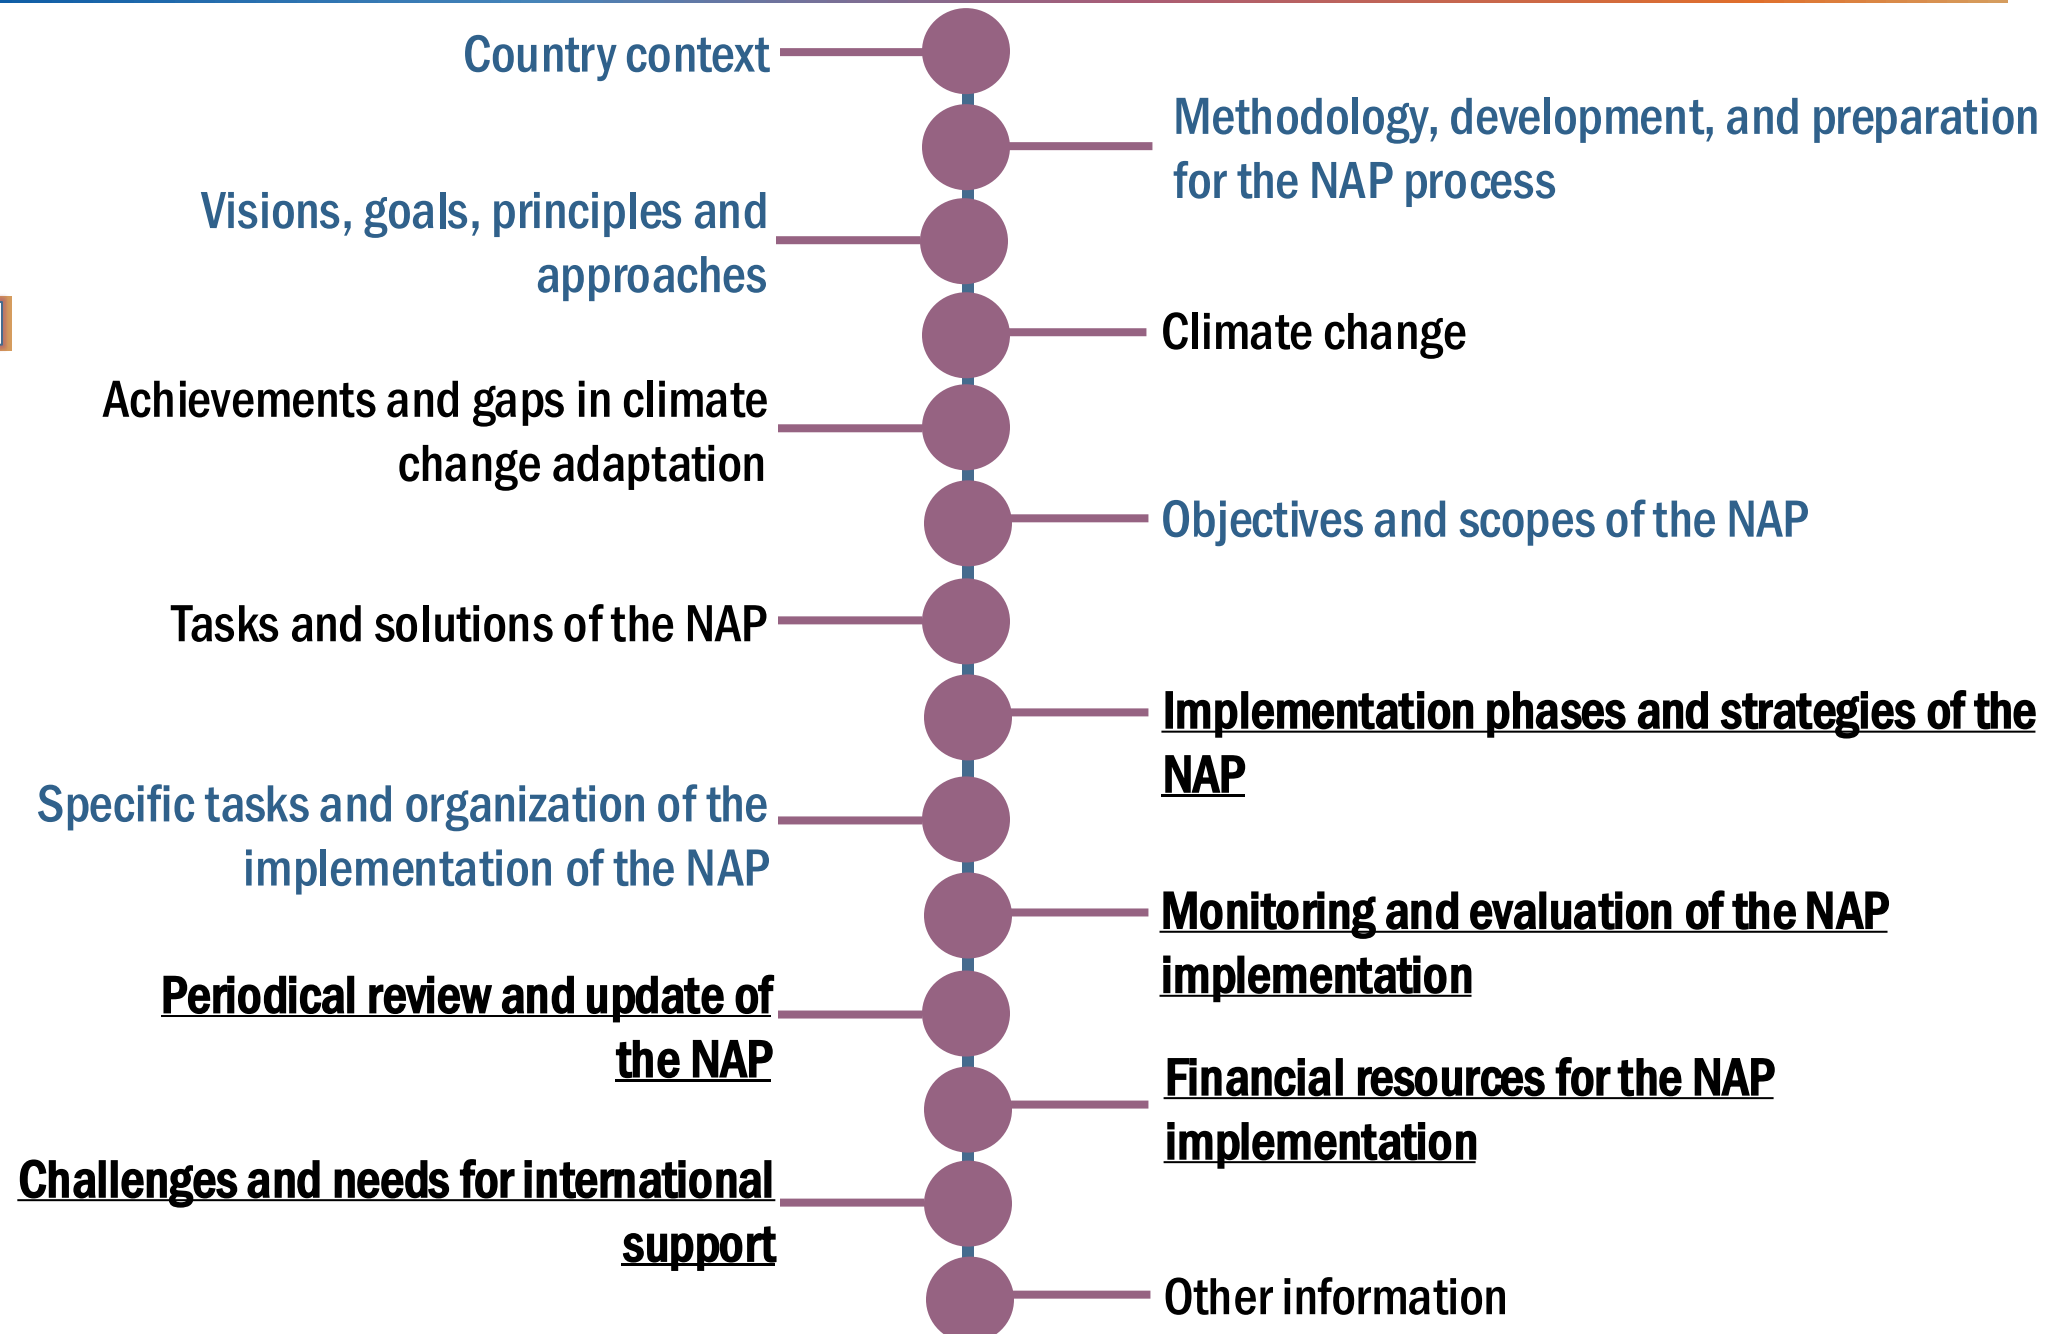 Country context
Methodology, development, and preparation
for the NAP process
Visions, goals, principles and
approaches
Climate change
Achievements and gaps in climate
change adaptation
Objectives and scopes of the NAP
Tasks and solutions of the NAP
Implementation phases and strategies of the
NAP
Specific tasks and organization of the
implementation of the NAP
Monitoring and evaluation of the NAP
implementation
Periodical review and update of
the NAP
Financial resources for the NAP
implementation
Challenges and needs for international
support
Other information